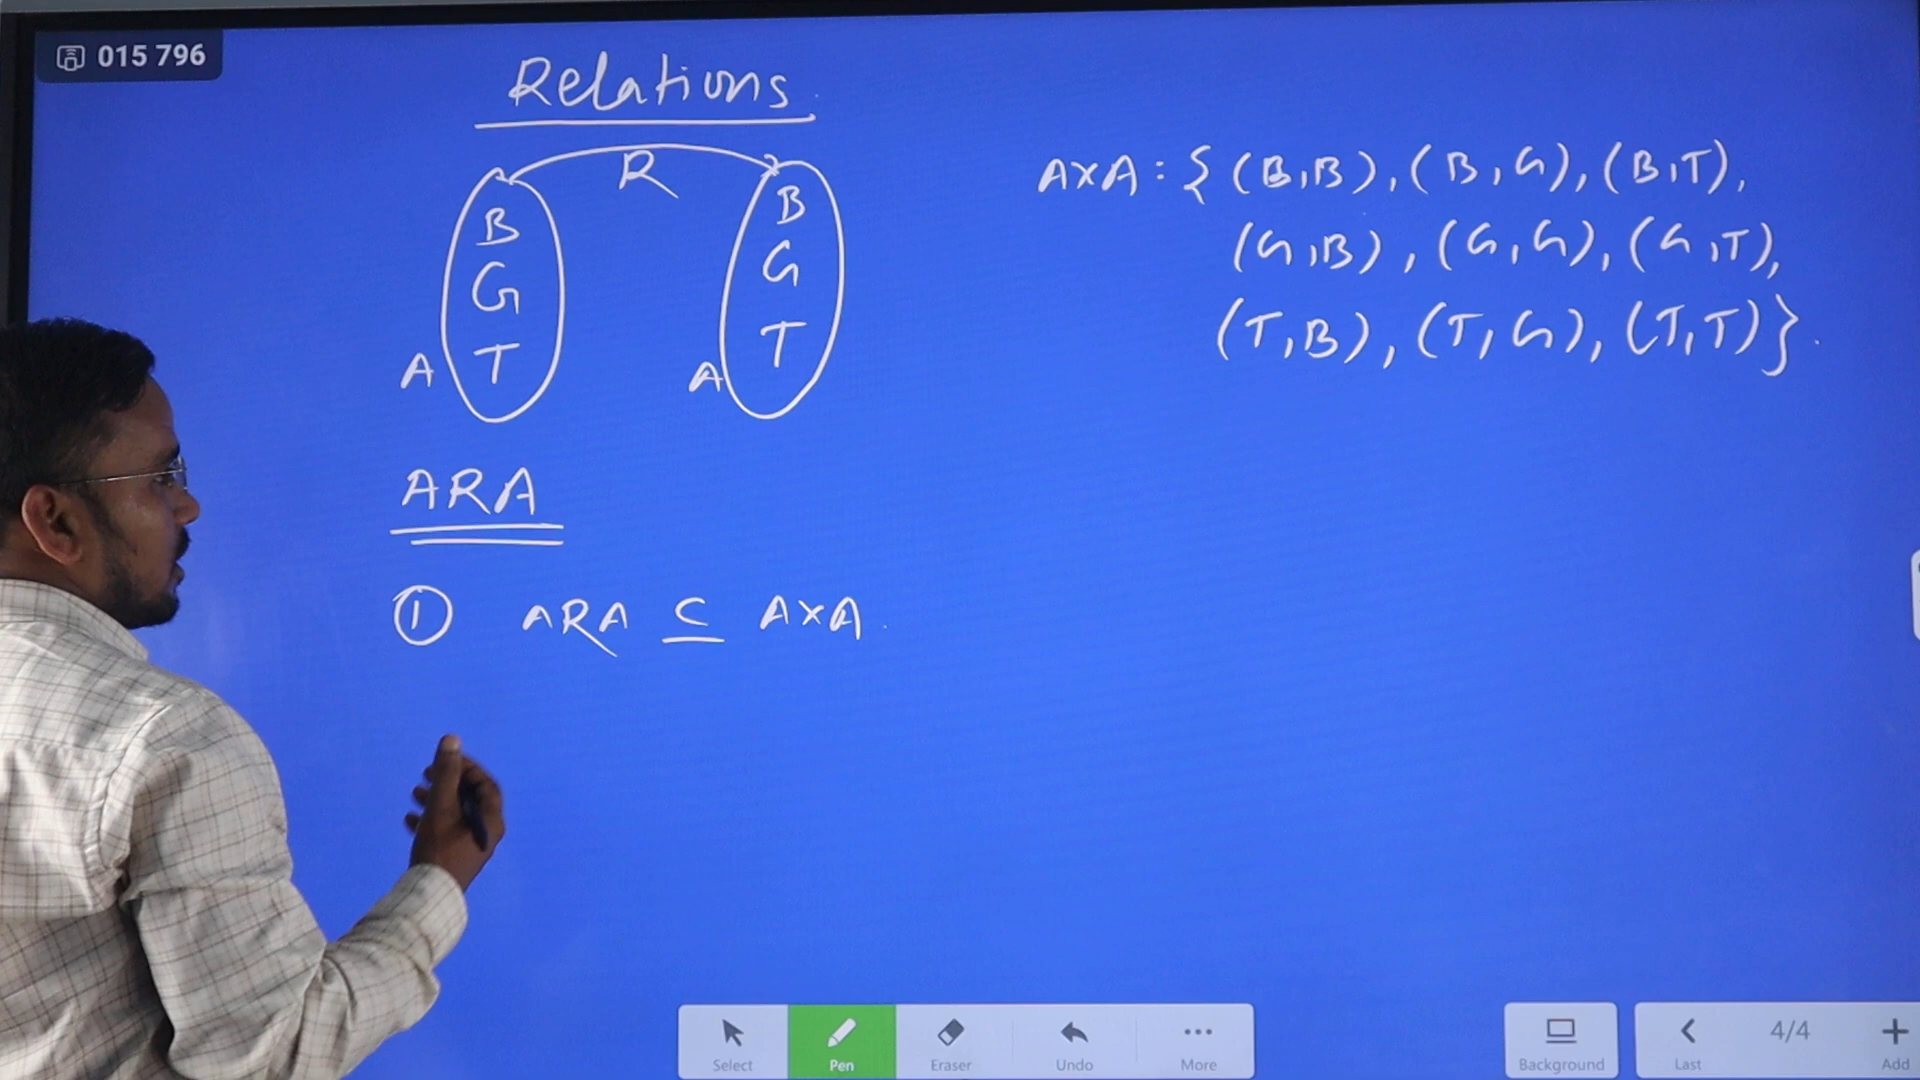 015 796
Relations
R
B
G
T
A
B
G
T
A
A×A : {(B,B), (B,G), (B,T),
(G,B), (G,G), (G,T),
(T,B), (T,G), (T,T)}.
ARA
① ARA ⊆ A×A.
Select
Pen
Eraser
Undo
More
Background
Last
4/4
Add